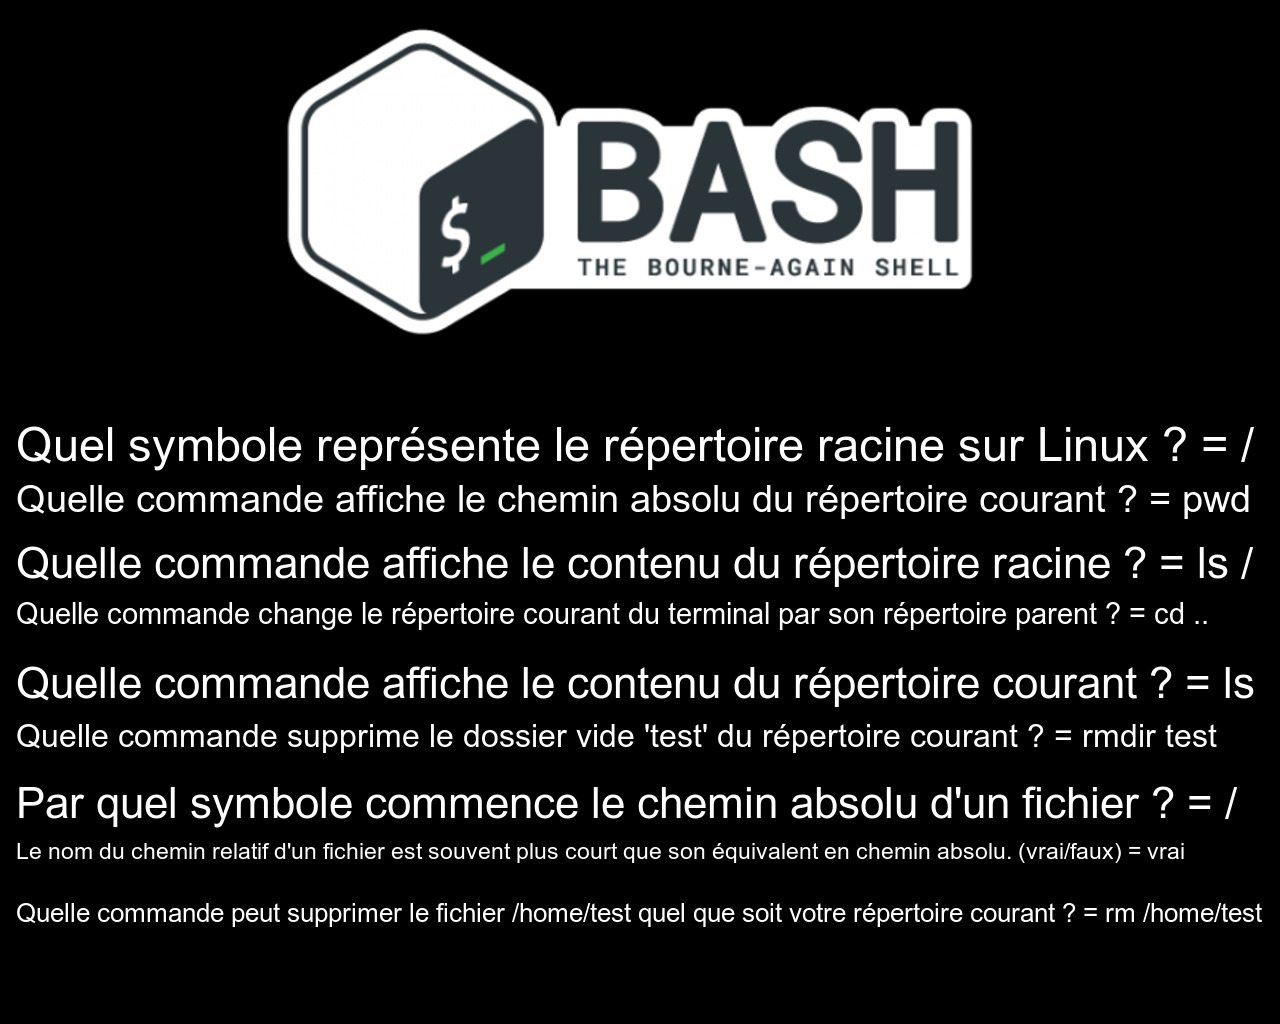 $_
BASH
THE BOURNE-AGAIN SHELL
Quel symbole représente le répertoire racine sur Linux ? = /
Quelle commande affiche le chemin absolu du répertoire courant ? = pwd
Quelle commande affiche le contenu du répertoire racine ? = ls /
Quelle commande change le répertoire courant du terminal par son répertoire parent ? = cd ..
Quelle commande affiche le contenu du répertoire courant ? = ls
Quelle commande supprime le dossier vide 'test' du répertoire courant ? = rmdir test
Par quel symbole commence le chemin absolu d'un fichier ? = /
Le nom du chemin relatif d'un fichier est souvent plus court que son équivalent en chemin absolu. (vrai/faux) = vrai
Quelle commande peut supprimer le fichier /home/test quel que soit votre répertoire courant ? = rm /home/test